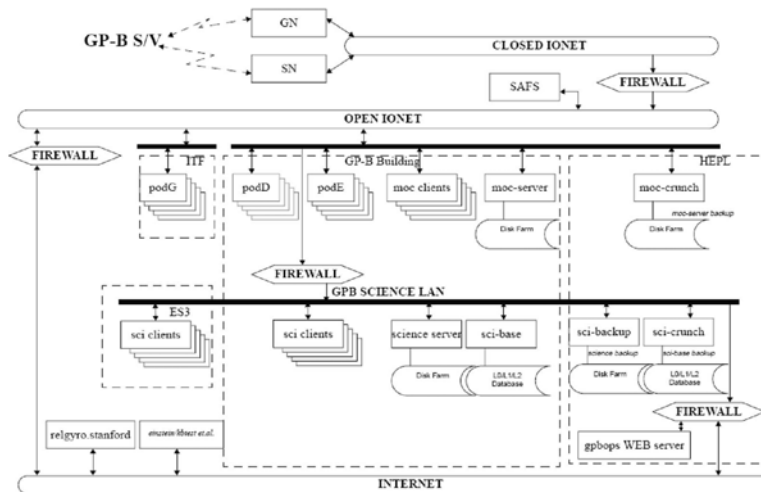 GN
GP-B S/V
CLOSED IONET
SN
FIREWALL
SAFS
OPEN IONET
FIREWALL
ITF
GP-B Building
HEPL
podG
podD
podE
moc clients
moc-server
moc-crunch
moc-server backup
Disk Farm
Disk Farm
FIREWALL
GPB SCIENCE LAN
ES3
sci clients
sci clients
science server
sci-base
sci-backup
sci-crunch
science backup
sci-base backup
Disk Farm
L0/L1/L2
Database
Disk Farm
L0/L1/L2
Database
FIREWALL
relgyro.stanford
et.al.
gpbops WEB server
INTERNET